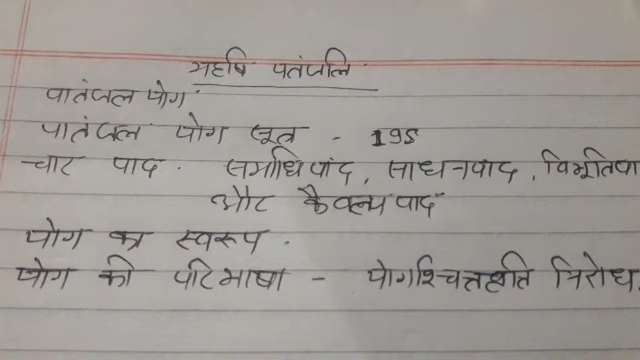 महर्षि पतंजलि
पातंजल योग
पातंजल योग सूत्र - 195
चार पाद . समाधिपाद, साधनपाद, विभूतिपा
और कैवल्य पाद
योग का स्वरूप .
योग की परिभाषा - योगश्चित्तवृत्ति निरोध